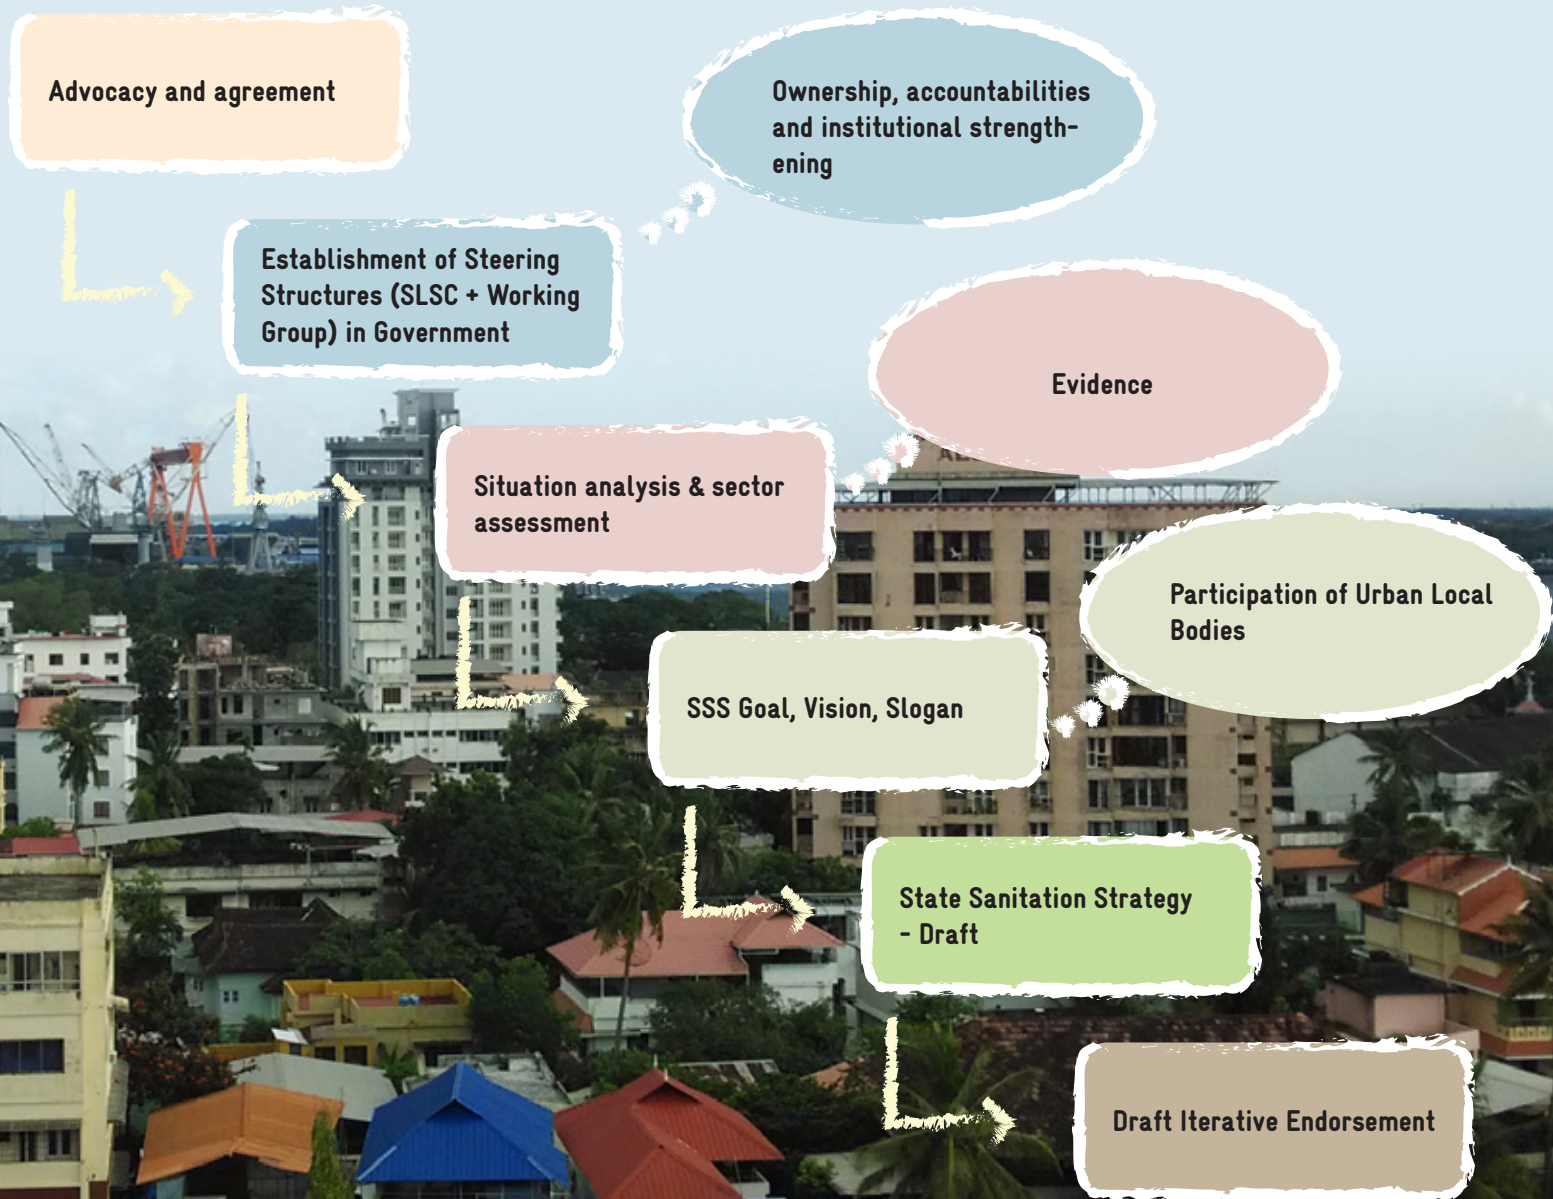 Advocacy and agreement
Ownership, accountabilities
and institutional strength-
ening
Establishment of Steering
Structures (SLSC + Working
Group) in Government
Evidence
Situation analysis & sector
assessment
Participation of Urban Local
Bodies
SSS Goal, Vision, Slogan
State Sanitation Strategy
- Draft
Draft Iterative Endorsement